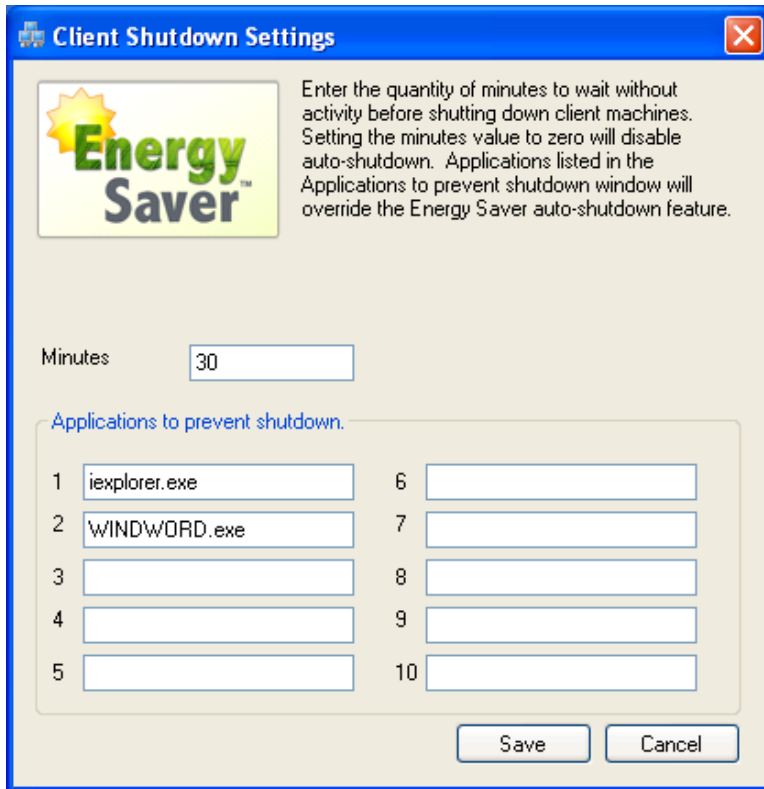 Client Shutdown Settings
Energy
Saver™
Enter the quantity of minutes to wait without
activity before shutting down client machines.
Setting the minutes value to zero will disable
auto-shutdown.  Applications listed in the
Applications to prevent shutdown window will
override the Energy Saver auto-shutdown feature.
Minutes 30
Applications to prevent shutdown.
1 iexplorer.exe 6
2 WINDWORD.exe 7
3 8
4 9
5 10
Save Cancel